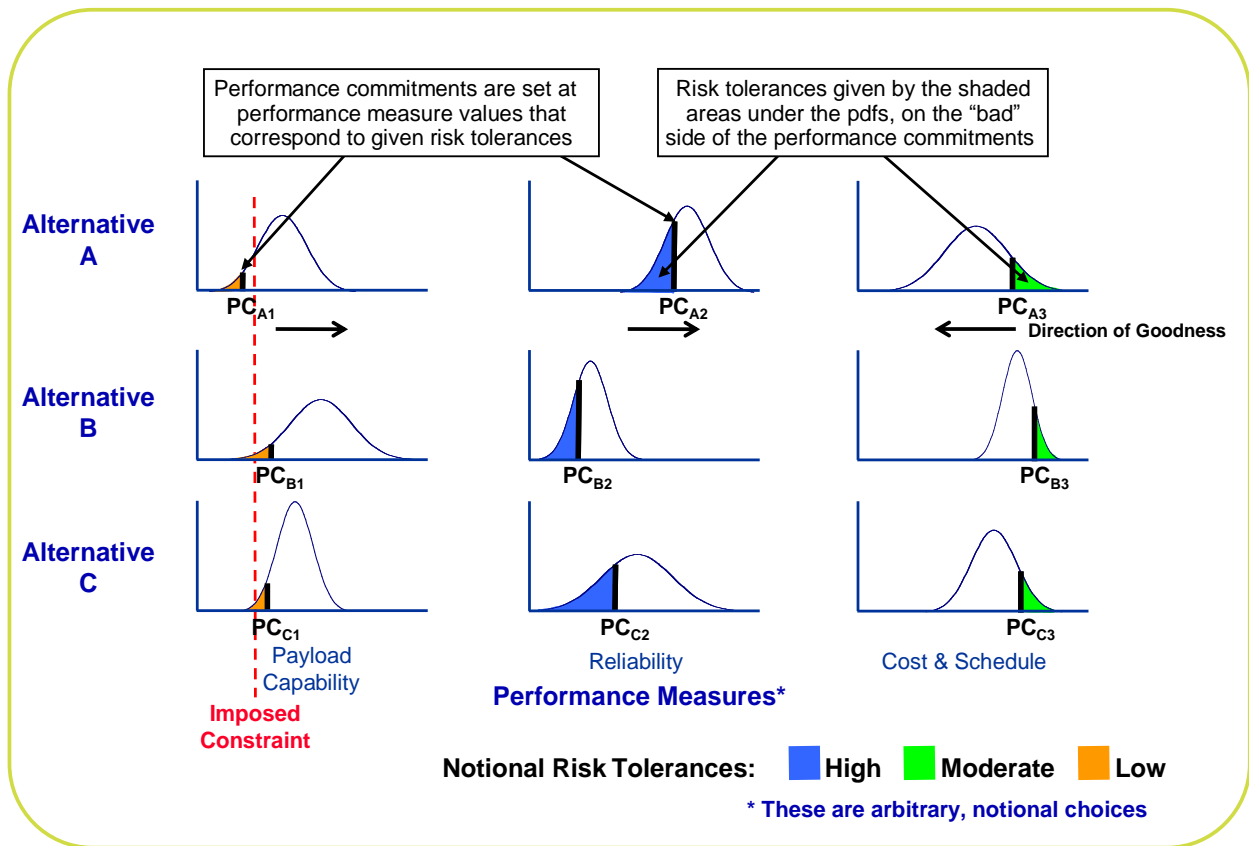 Performance commitments are set at
performance measure values that
correspond to given risk tolerances
Risk tolerances given by the shaded
areas under the pdfs, on the “bad”
side of the performance commitments
Alternative
A
PCA1
PCA2
PCA3
Direction of Goodness
Alternative
B
PCB1
PCB2
PCB3
Alternative
C
PCC1
PCC2
PCC3
Payload
Capability
Reliability
Cost & Schedule
Performance Measures*
Imposed
Constraint
Notional Risk Tolerances:
High
Moderate
Low
* These are arbitrary, notional choices